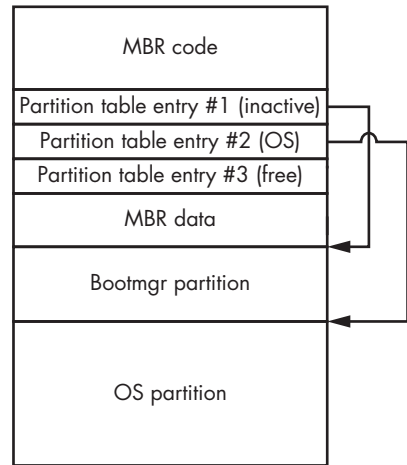 MBR code
Partition table entry #1 (inactive)
Partition table entry #2 (OS)
Partition table entry #3 (free)
MBR data
Bootmgr partition
OS partition